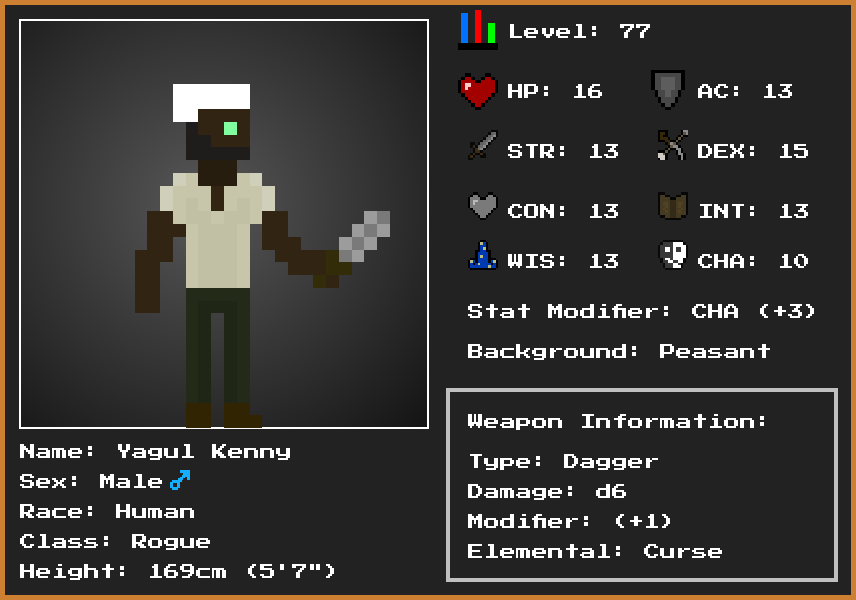 Level: 77
HP: 16
AC: 13
STR: 13
DEX: 15
CON: 13
INT: 13
WIS: 13
CHA: 10
Stat Modifier: CHA (+3)
Background: Peasant
Weapon Information:
Type: Dagger
Damage: d6
Modifier: (+1)
Elemental: Curse
Name: Yagul Kenny
Sex: Male♂
Race: Human
Class: Rogue
Height: 169cm (5'7")